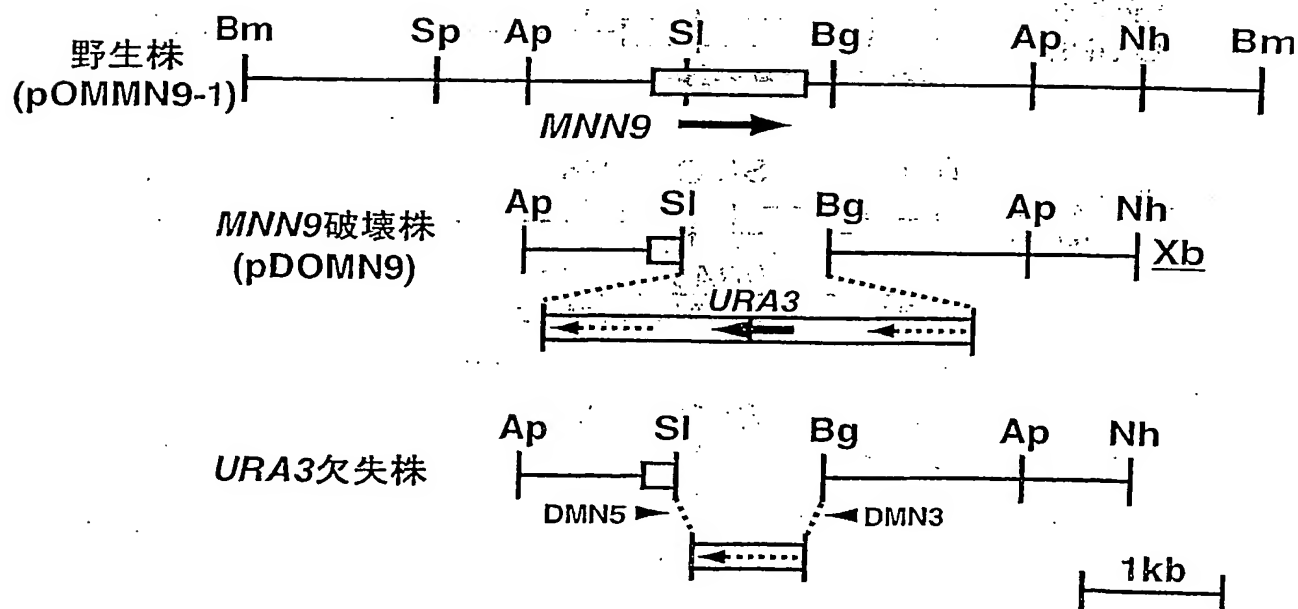 野生株
(pOMMN9-1)
Bm Sp Ap Sl Bg Ap Nh Bm
MNN9
MNN9破壊株
(pDOMN9)
Ap Sl Bg Ap Nh
Xb
URA3
URA3欠失株
Ap Sl Bg Ap Nh
DMN5 DMN3
1kb